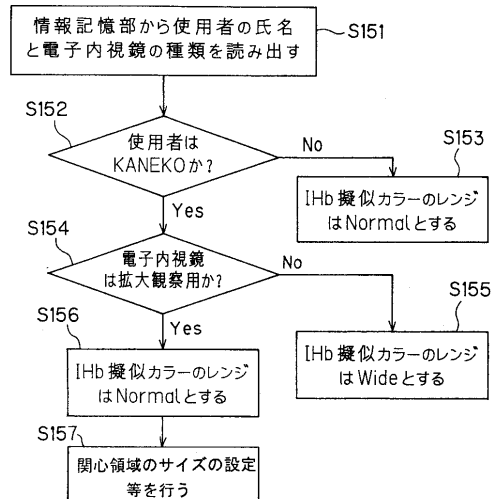 情報記憶部から使用者の氏名
と電子内視鏡の種類を読み出す
S151
S152
使用者は
KANEKOか?
No
S153
IHb擬似カラーのレンジ
はNormalとする
Yes
S154
電子内視鏡
は拡大観察用か?
No
S155
IHb擬似カラーのレンジ
はWideとする
S156
Yes
IHb擬似カラーのレンジ
はNormalとする
S157
関心領域のサイズの設定
等を行う